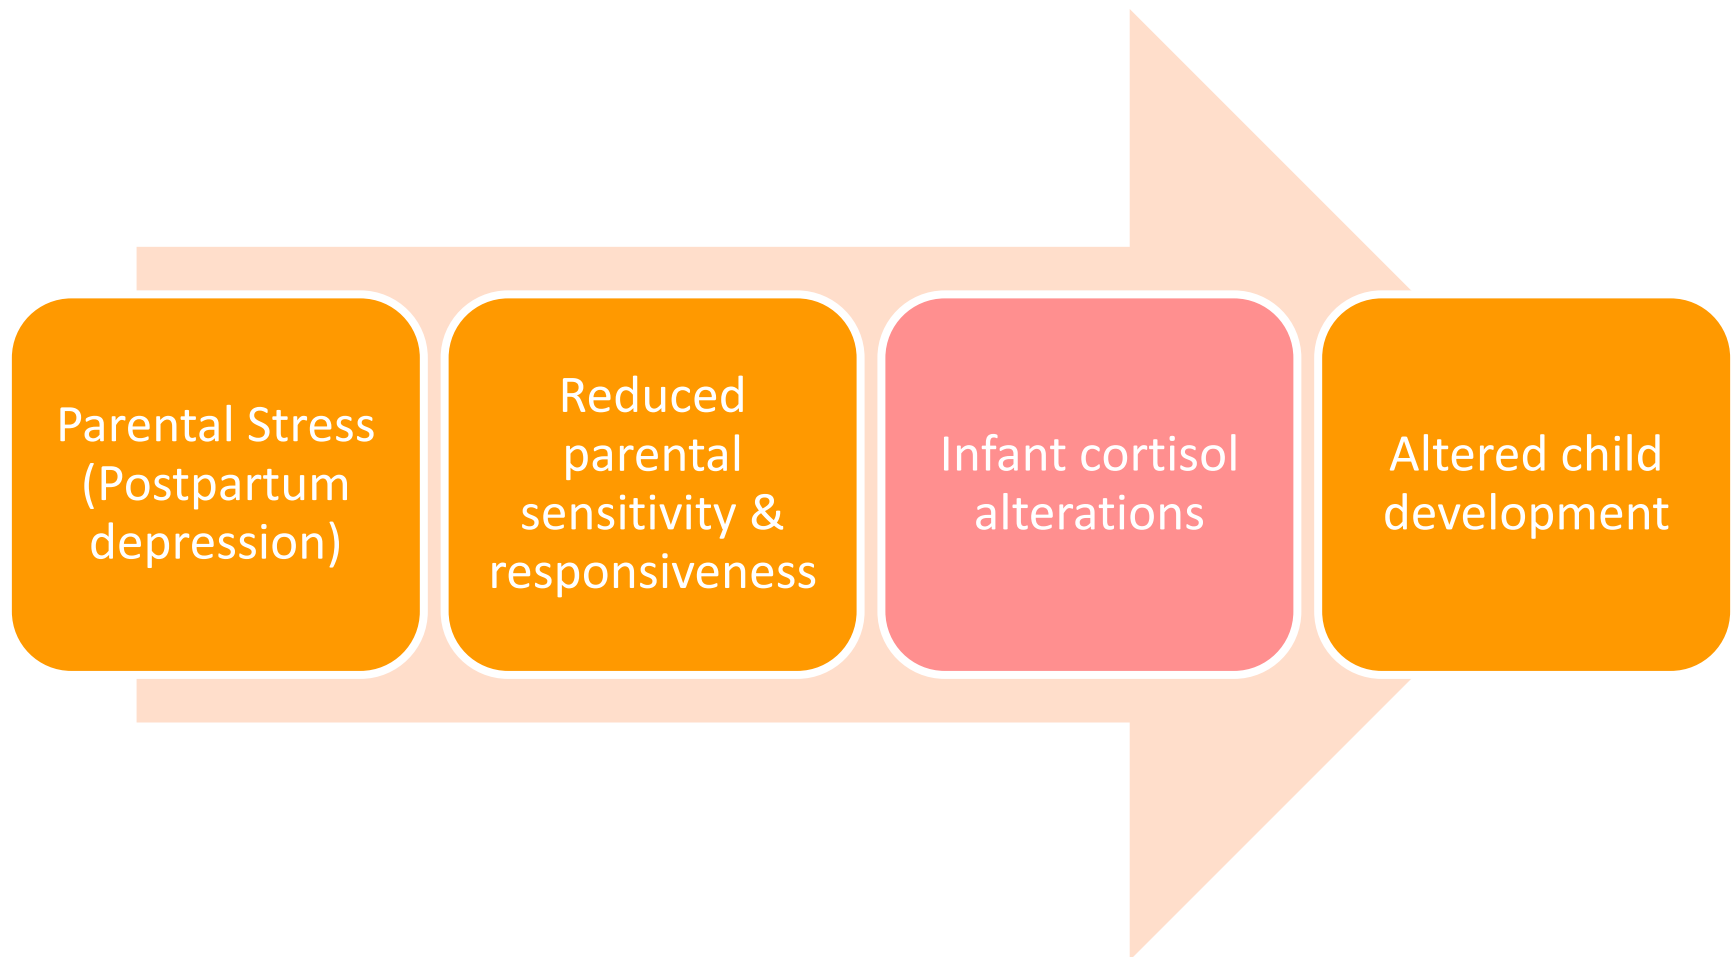 Parental Stress
(Postpartum
depression)
Reduced
parental
sensitivity &
responsiveness
Infant cortisol
alterations
Altered child
development